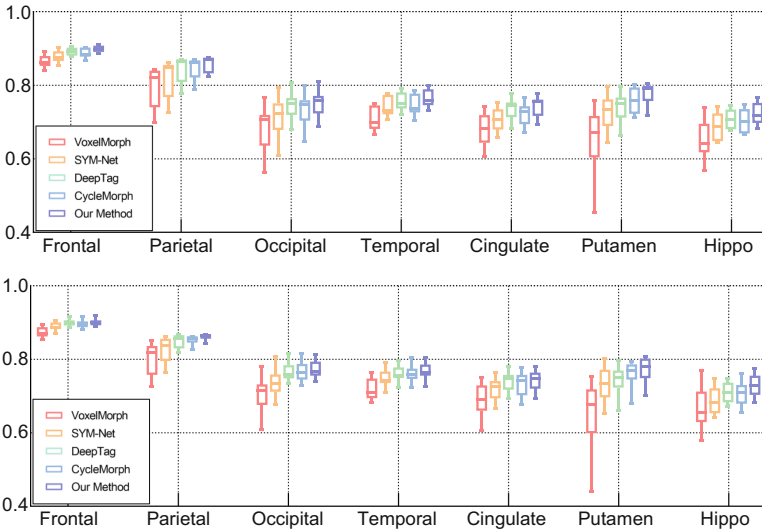 1.0
0.8
0.6
0.4
VoxelMorph
SYM-Net
DeepTag
CycleMorph
Our Method
Frontal Parietal Occipital Temporal Cingulate Putamen Hippo
1.0
0.8
0.6
0.4
VoxelMorph
SYM-Net
DeepTag
CycleMorph
Our Method
Frontal Parietal Occipital Temporal Cingulate Putamen Hippo